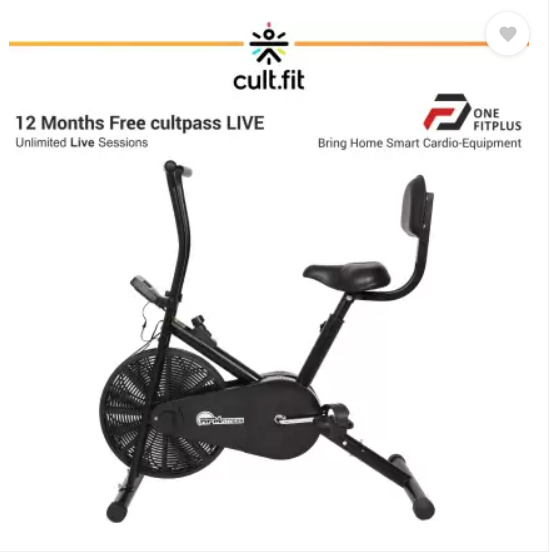 cult.fit
12 Months Free cultpass LIVE
Unlimited Live Sessions
ONE
FITPLUS
Bring Home Smart Cardio-Equipment